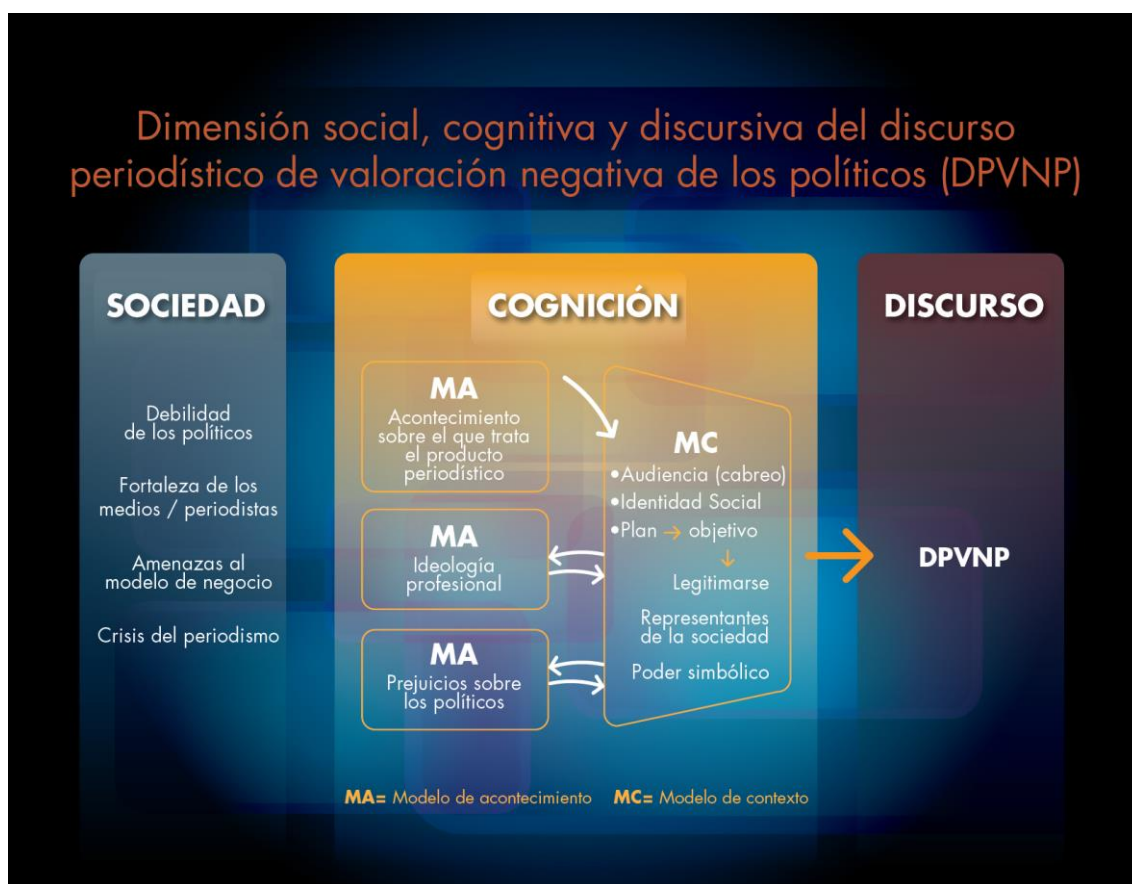 Dimensión social, cognitiva y discursiva del discurso
periodístico de valoración negativa de los políticos (DPVNP)
SOCIEDAD
Debilidad
de los políticos
Fortaleza de los
medios / periodistas
Amenazas al
modelo de negocio
Crisis del periodismo
COGNICIÓN
MA
Acontecimiento
sobre el que trata
el producto
periodístico
MA
Ideología
profesional
MA
Prejuicios sobre
los políticos
MC
•Audiencia (cabreo)
•Identidad Social
•Plan → objetivo
↓
Legitimarse
Representantes
de la sociedad
Poder simbólico
MA= Modelo de acontecimiento MC= Modelo de contexto
DISCURSO
DPVNP